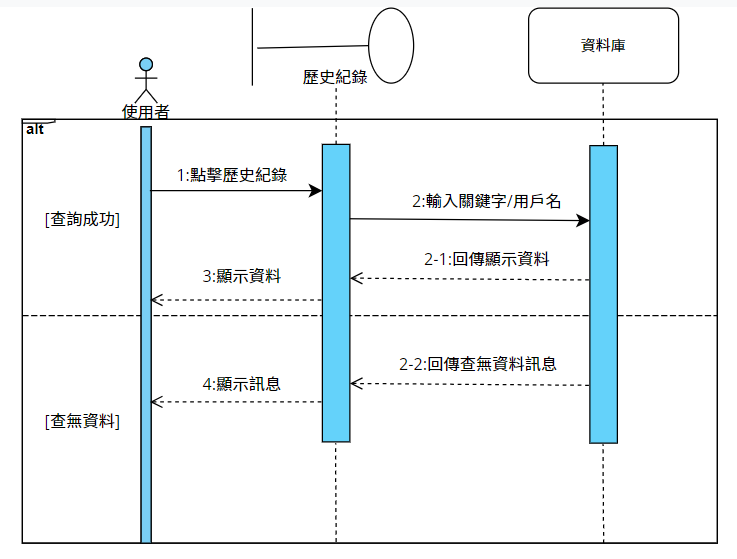 資料庫
歷史紀錄
使用者
alt
1:點擊歷史紀錄
2:輸入關鍵字/用戶名
[查詢成功]
2-1:回傳顯示資料
3:顯示資料
2-2:回傳查無資料訊息
4:顯示訊息
[查無資料]